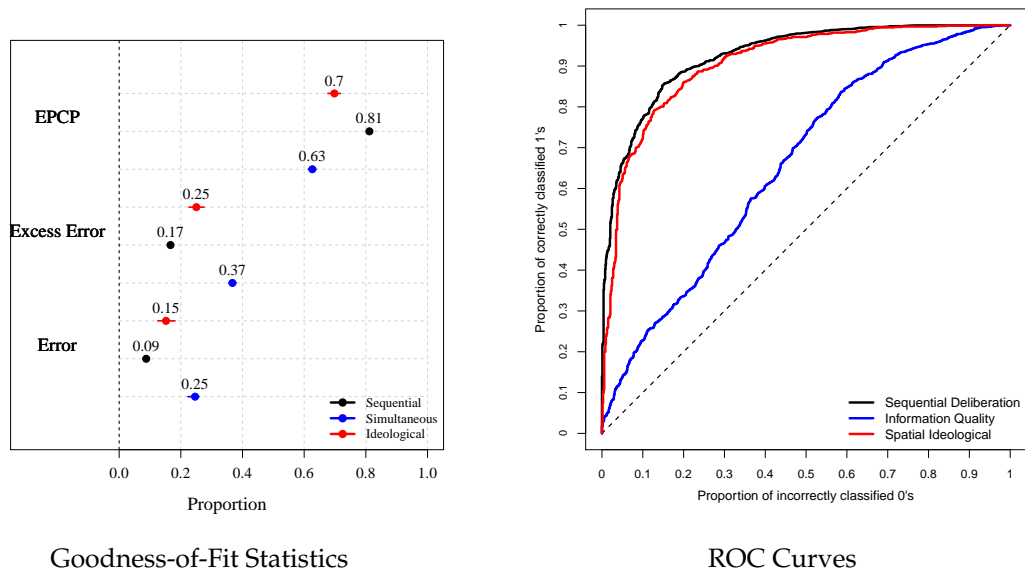 EPCP
Excess Error
Error
0.7
0.81
0.63
0.25
0.17
0.37
0.15
0.09
0.25
Sequential
Simultaneous
Ideological
0.0 0.2 0.4 0.6 0.8 1.0
Proportion
Goodness-of-Fit Statistics
Proportion of correctly classified 1's
1
0.9
0.8
0.7
0.6
0.5
0.4
0.3
0.2
0.1
0
Sequential Deliberation
Information Quality
Spatial Ideological
0 0.1 0.2 0.3 0.4 0.5 0.6 0.7 0.8 0.9 1
Proportion of incorrectly classified 0's
ROC Curves